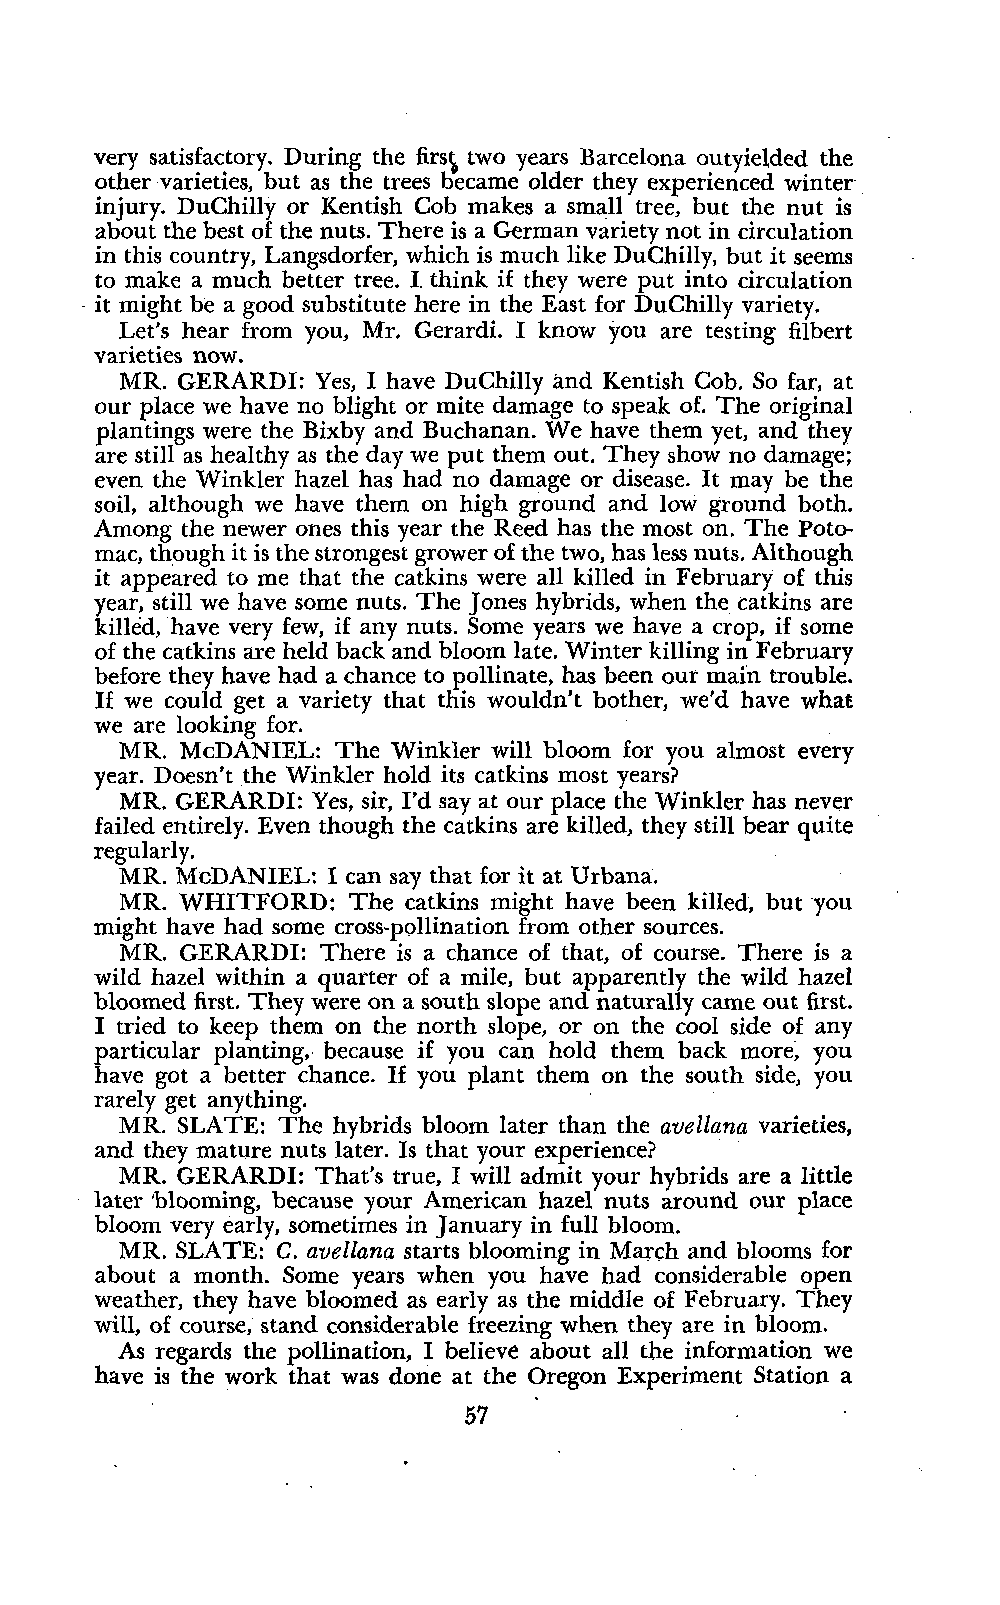 very satisfactory. During the first two years Barcelona outyielded the
other varieties, but as the trees became older they experienced winter
injury. DuChilly or Kentish Cob makes a small tree, but the nut is
about the best of the nuts. There is a German variety not in circulation
in this country, Langsdorfer, which is much like DuChilly, but it seems
to make a much better tree. I think if they were put into circulation
it might be a good substitute here in the East for DuChilly variety.
Let's hear from you, Mr. Gerardi. I know you are testing filbert
varieties now.
MR. GERARDI: Yes, I have DuChilly and Kentish Cob. So far, at
our place we have no blight or mite damage to speak of. The original
plantings were the Bixby and Buchanan. We have them yet, and they
are still as healthy as the day we put them out. They show no damage;
even the Winkler hazel has had no damage or disease. It may be the
soil, although we have them on high ground and low ground both.
Among the newer ones this year the Reed has the most on. The Poto-
mac, though it is the strongest grower of the two, has less nuts. Although
it appeared to me that the catkins were all killed in February of this
year, still we have some nuts. The Jones hybrids, when the catkins are
killed, have very few, if any nuts. Some years we have a crop, if some
of the catkins are held back and bloom late. Winter killing in February
before they have had a chance to pollinate, has been our main trouble.
If we could get a variety that this wouldn't bother, we'd have what
we are looking for.
MR. McDANIEL: The Winkler will bloom for you almost every
year. Doesn't the Winkler hold its catkins most years?
MR. GERARDI: Yes, sir, I'd say at our place the Winkler has never
failed entirely. Even though the catkins are killed, they still bear quite
regularly.
MR. McDANIEL: I can say that for it at Urbana.
MR. WHITFORD: The catkins might have been killed, but you
might have had some cross-pollination from other sources.
MR. GERARDI: There is a chance of that, of course. There is a
wild hazel within a quarter of a mile, but apparently the wild hazel
bloomed first. They were on a south slope and naturally came out first.
I tried to keep them on the north slope, or on the cool side of any
particular planting, because if you can hold them back more, you
have got a better chance. If you plant them on the south side, you
rarely get anything.
MR. SLATE: The hybrids bloom later than the avellana varieties,
and they mature nuts later. Is that your experience?
MR. GERARDI: That's true, I will admit your hybrids are a little
later blooming, because your American hazel nuts around our place
bloom very early, sometimes in January in full bloom.
MR. SLATE: C. avellana starts blooming in March and blooms for
about a month. Some years when you have had considerable open
weather, they have bloomed as early as the middle of February. They
will, of course, stand considerable freezing when they are in bloom.
As regards the pollination, I believe about all the information we
have is the work that was done at the Oregon Experiment Station a
57